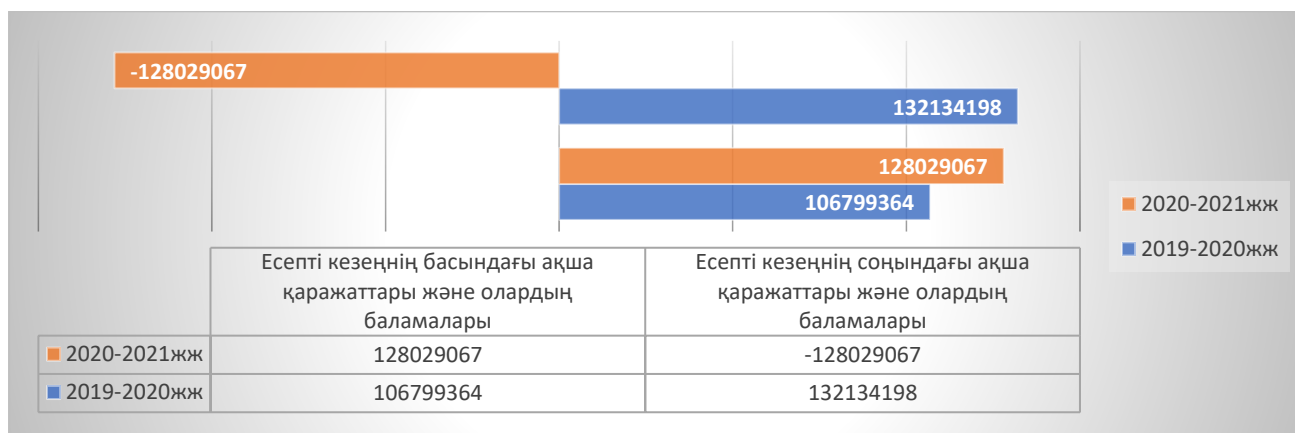 -128029067
132134198
128029067
106799364
2020-2021жж
2019-2020жж
Есепті кезеңнің басындағы ақша
қаражаттары және олардың
баламалары
Есепті кезеңнің соңындағы ақша
қаражаттары және олардың
баламалары
2020-2021жж 128029067 -128029067
2019-2020жж 106799364 132134198